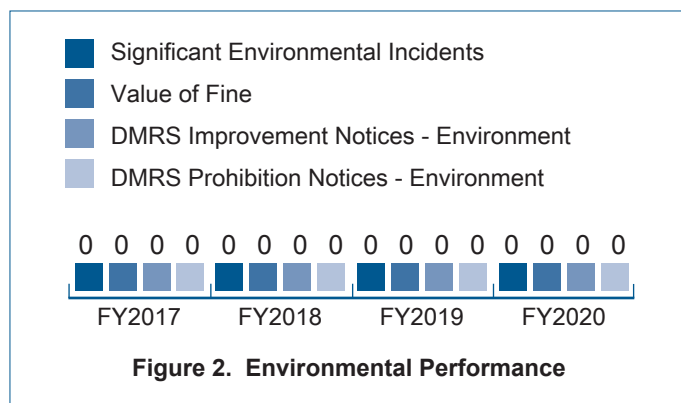 Significant Environmental Incidents
Value of Fine
DMRS Improvement Notices - Environment
DMRS Prohibition Notices - Environment
0 0 0 0 0 0 0 0 0 0 0 0 0 0 0 0
FY2017 FY2018 FY2019 FY2020
Figure 2. Environmental Performance